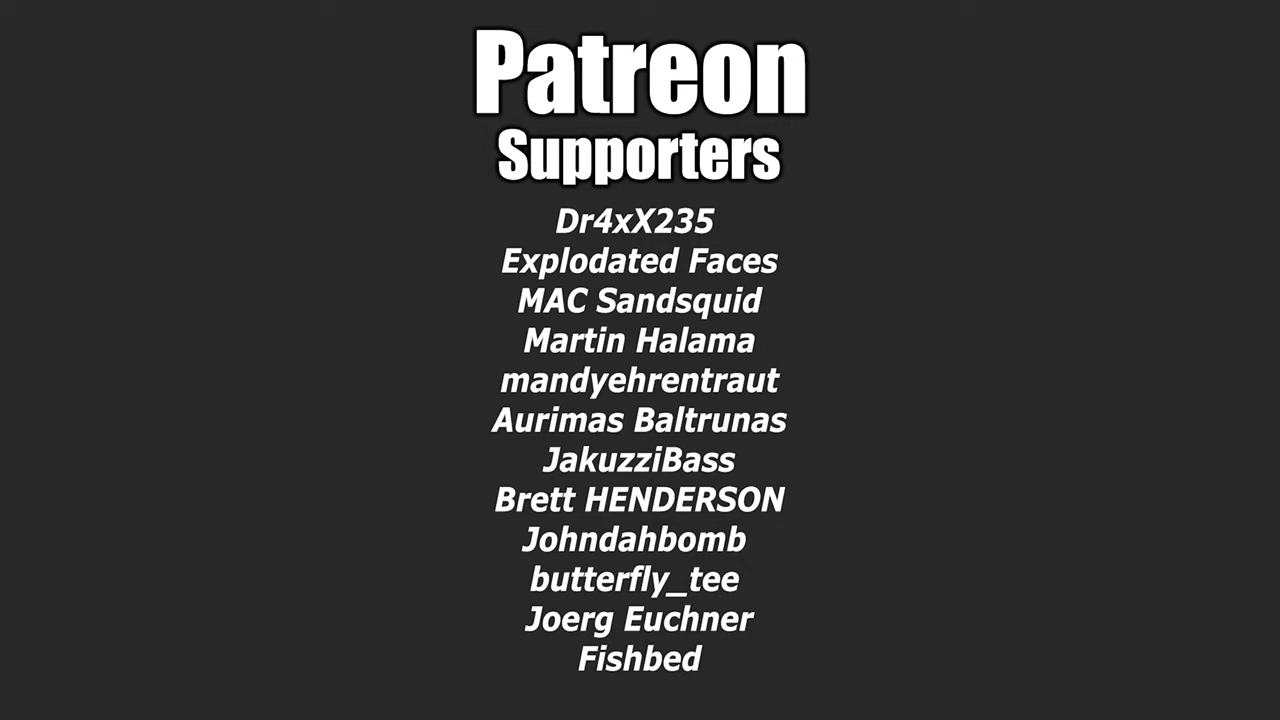 Patreon
Supporters
Dr4xX235
Explodated Faces
MAC Sandsquid
Martin Halama
mandyehrentraut
Aurimas Baltrunas
JakuzziBass
Brett HENDERSON
Johndahbomb
butterfly_tee
Joerg Euchner
Fishbed